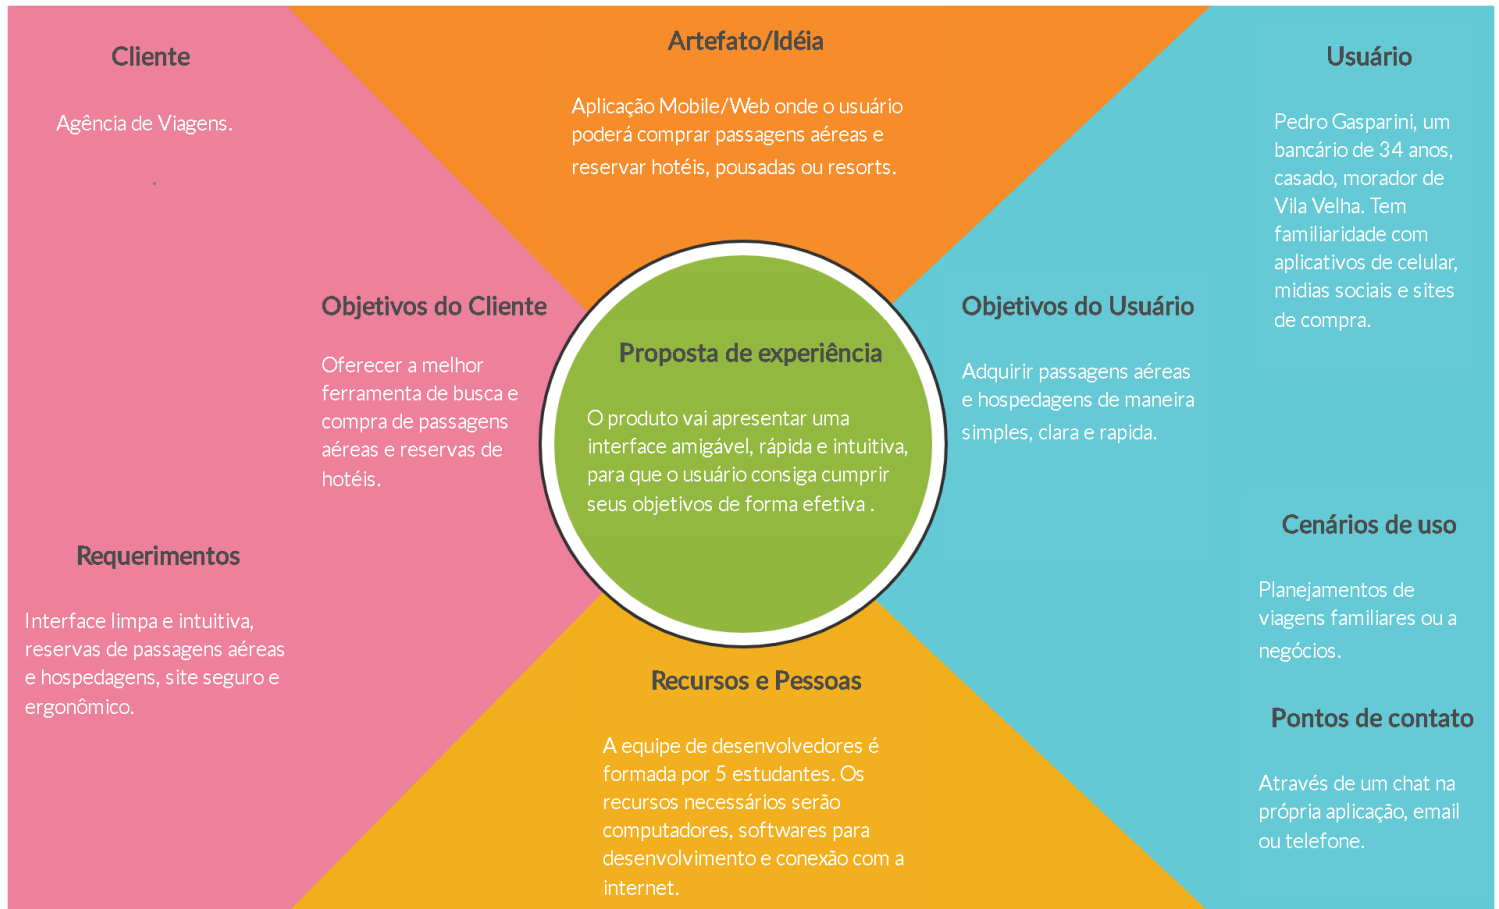 Cliente
Agência de Viagens.
.
Artefato/Idéia
Aplicação Mobile/Web onde o usuário
poderá comprar passagens aéreas e
reservar hotéis, pousadas ou resorts.
Usuário
Pedro Gasparini, um
bancário de 34 anos,
casado, morador de
Vila Velha. Tem
familiaridade com
aplicativos de celular,
midias sociais e sites
de compra.
Objetivos do Cliente
Oferecer a melhor
ferramenta de busca e
compra de passagens
aéreas e reservas de
hotéis.
Proposta de experiência
O produto vai apresentar uma
interface amigável, rápida e intuitiva,
para que o usuário consiga cumprir
seus objetivos de forma efetiva .
Objetivos do Usuário
Adquirir passagens aéreas
e hospedagens de maneira
simples, clara e rapida.
Requerimentos
Interface limpa e intuitiva,
reservas de passagens aéreas
e hospedagens, site seguro e
ergonômico.
Recursos e Pessoas
A equipe de desenvolvedores é
formada por 5 estudantes. Os
recursos necessários serão
computadores, softwares para
desenvolvimento e conexão com a
internet.
Cenários de uso
Planejamentos de
viagens familiares ou a
negócios.
Pontos de contato
Através de um chat na
própria aplicação, email
ou telefone.